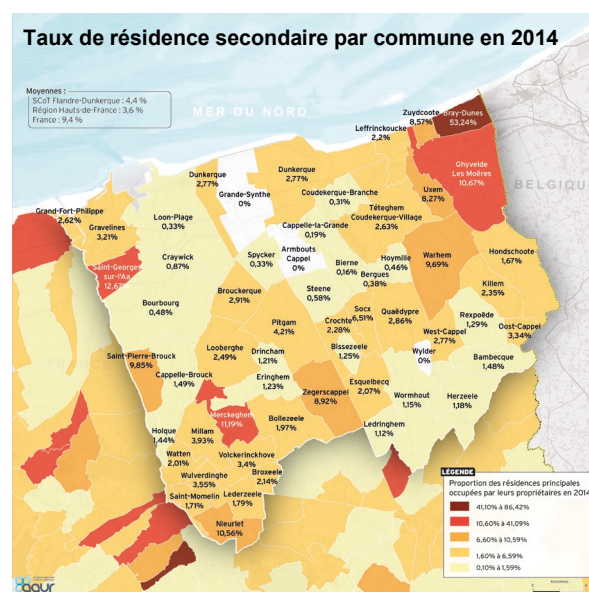 Taux de résidence secondaire par commune en 2014
Moyennes :
SCoT Flandre-Dunkerque : 4,4 %
Région Hauts-de-France : 3,6 %
France : 9,4 %
MER DU NORD
BELGIQU
Zuydcoote
8,57%
Bray-Dunes
53,24%
Leffrinckoucke
2,2%
Ghyvelde
Les Moëres
10,67%
Dunkerque
2,77%
Dunkerque
2,77%
Grande-Synthe
0%
Coudekerque-Branche
0,31%
Uxem
8,27%
Téteghem
Coudekerque-Village
2,63%
Grand-Fort-Philippe
2,62%
Gravelines
3,21%
Loon-Plage
0,33%
Cappelle-la-Grande
0,19%
Armbouts
Cappel
0%
Spycker
0,33%
Craywick
0,87%
Bierne
0,16%
Hoymille
0,46%
Bergues
0,38%
Warhem
9,69%
Hondschoote
1,67%
Killem
2,35%
Saint-Georges
sur-l'Aa
12,67%
Steene
0,58%
Brouckerque
2,91%
Bourbourg
0,48%
Pitgam
4,21%
Crochte
2,28%
Socx
6,51%
Quaëdypre
2,86%
Rexpoëde
1,29%
West-Cappel
2,77%
Oost-Cappel
3,34%
Looberghe
2,49%
Drincham
1,21%
Bissezeele
1,25%
Wylder
0%
Bambecque
1,48%
Saint-Pierre-Brouck
9,85%
Cappelle-Brouck
1,49%
Eringhem
1,23%
Zegerscappel
8,92%
Esquelbecq
2,07%
Wormhout
1,15%
Herzeele
1,18%
Merckeghem
11,19%
Bollezeele
1,97%
Ledringhem
1,12%
Holque
1,44%
Millam
3,93%
Watten
2,01%
Volckerinckhove
3,4%
Broxeele
2,14%
Wulverdinghe
3,55%
Saint-Momelin
1,71%
Lederzeele
1,79%
Nieurlet
10,56%
LÉGENDE
Proportion des résidences principales
occupées par leurs propriétaires en 2014
41,10% à 86,42%
10,60% à 41,09%
6,60% à 10,59%
1,60% à 6,59%
0,10% à 1,59%
agur